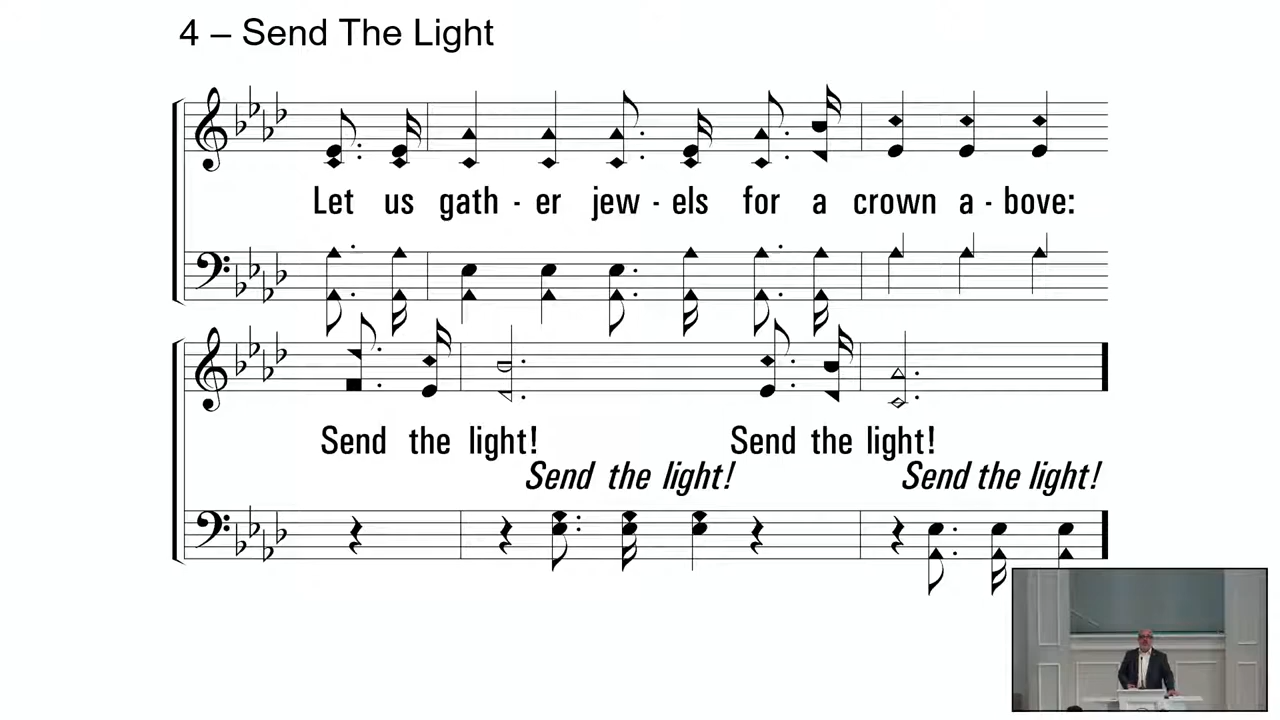 4 – Send The Light
Let us gath - er jew - els for a crown a - bove:
Send the light! Send the light!
Send the light! Send the light!